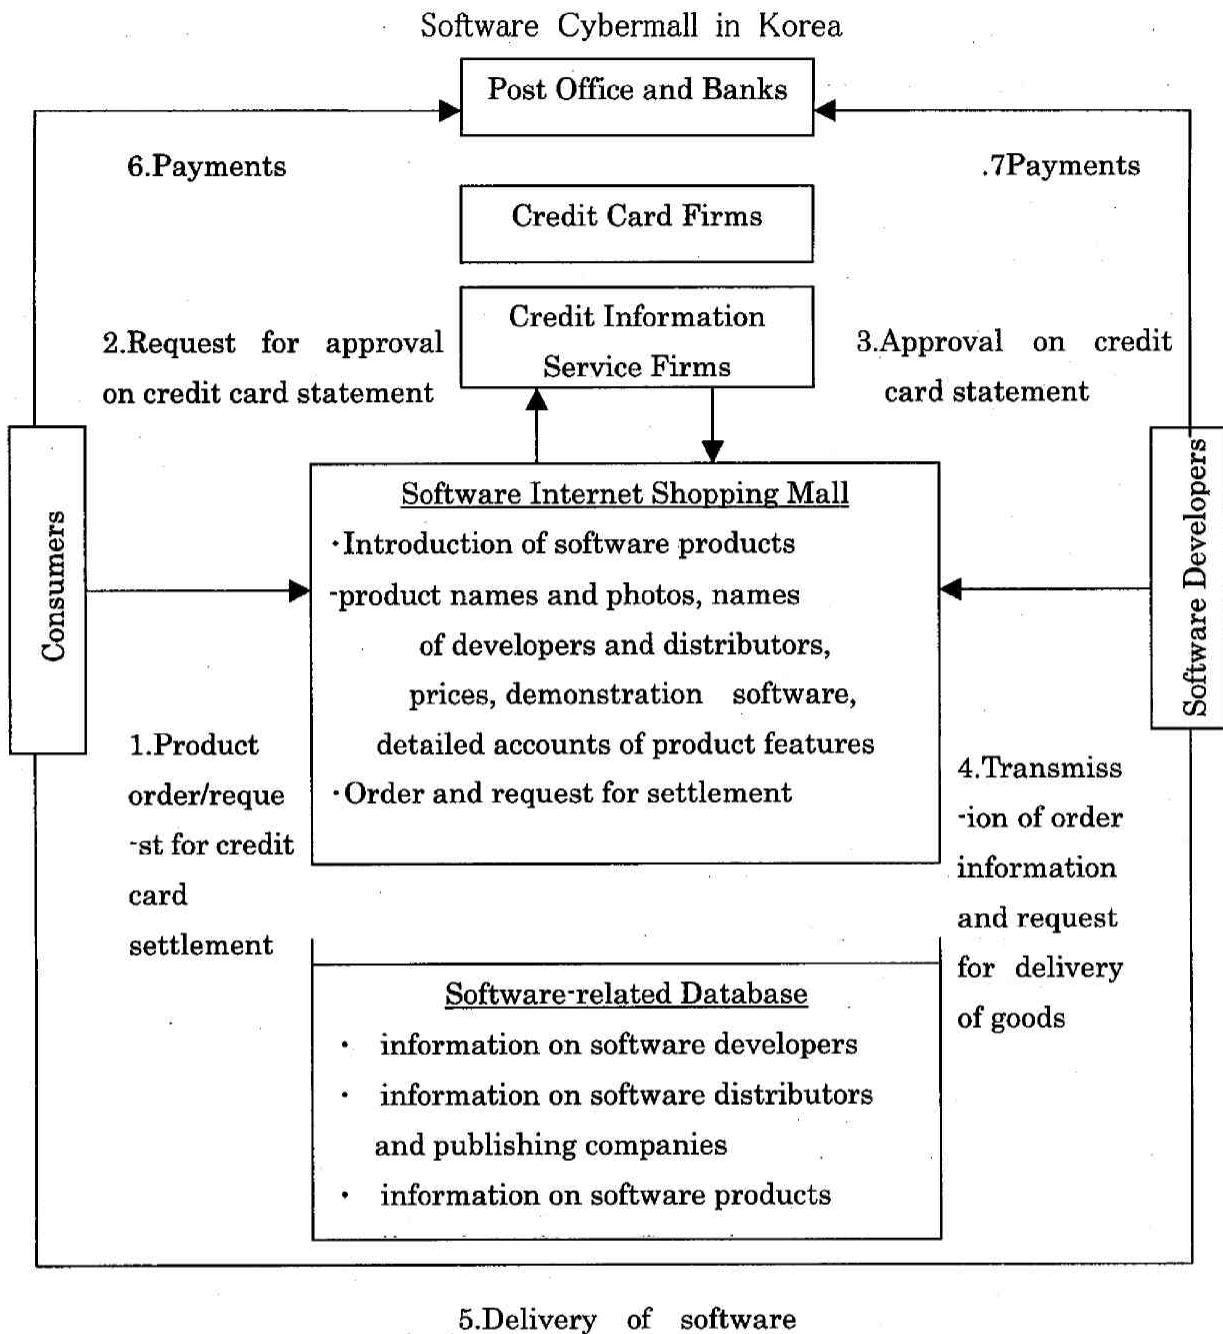 Software Cybermall in Korea
Post Office and Banks
6.Payments
.7Payments
Credit Card Firms
Credit Information
Service Firms
2.Request for approval
on credit card statement
3.Approval on credit
card statement
Consumers
Software Internet Shopping Mall
·Introduction of software products
-product names and photos, names
of developers and distributors,
prices, demonstration software,
detailed accounts of product features
·Order and request for settlement
Software Developers
1.Product
order/reque
-st for credit
card
settlement
4.Transmiss
-ion of order
information
and request
for delivery
of goods
Software-related Database
· information on software developers
· information on software distributors
and publishing companies
· information on software products
5.Delivery of software